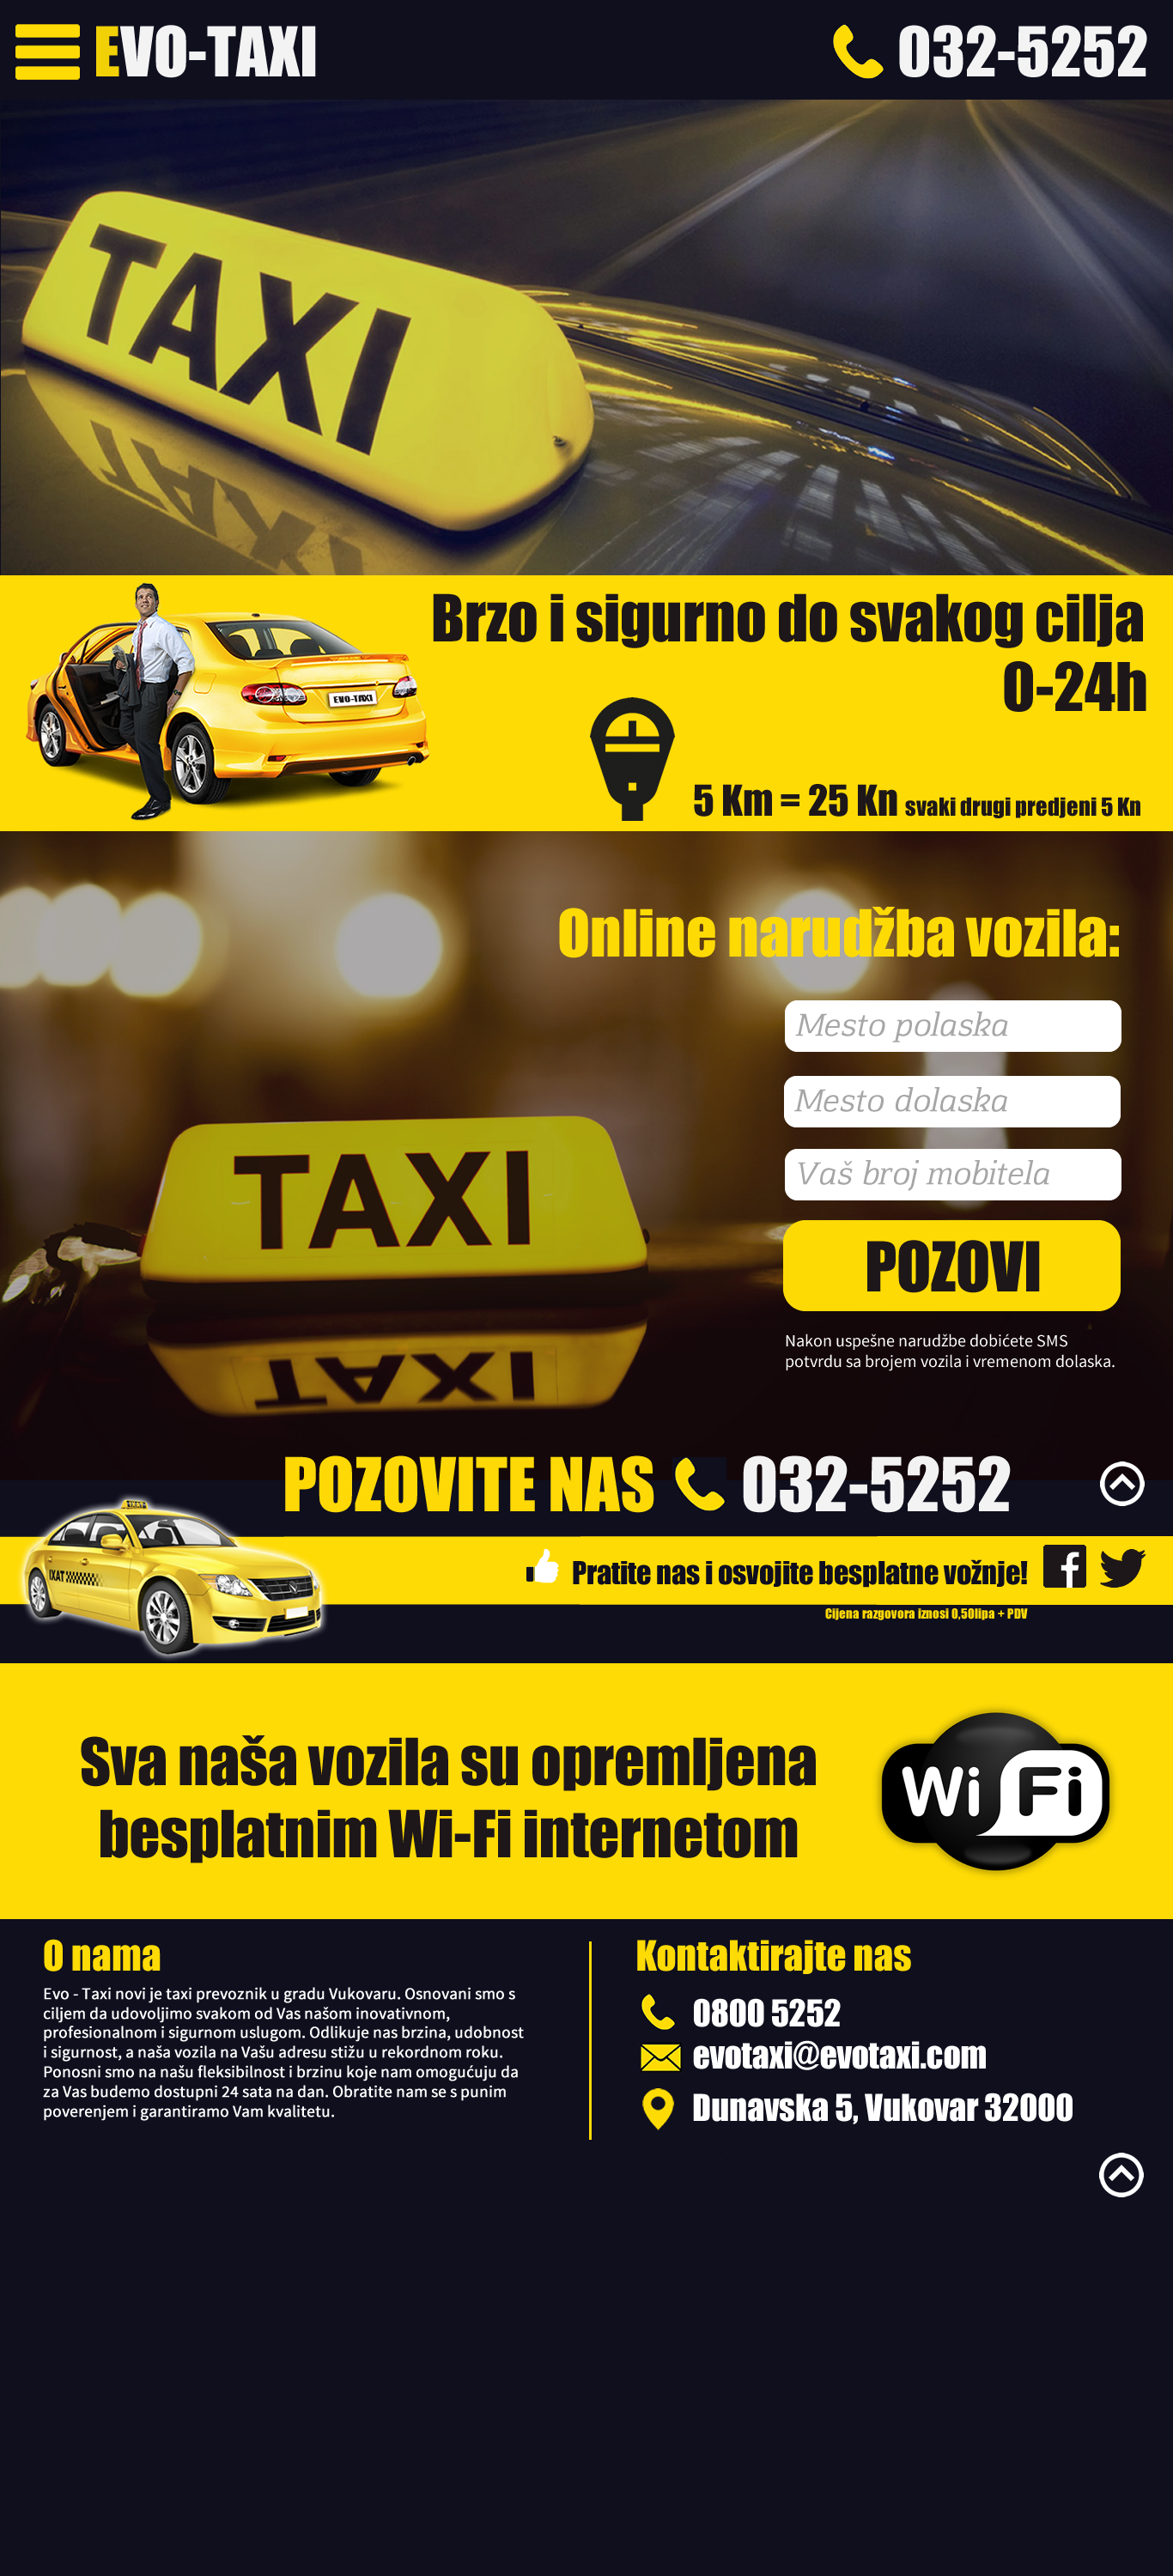 EVO-TAXI
032-5252
TAXI
Brzo i sigurno do svakog cilja
0-24h
EVO-TAXI
5 Km = 25 Kn svaki drugi predjeni 5 Kn
Online narudžba vozila:
Mesto polaska
Mesto dolaska
Vaš broj mobitela
TAXI
POZOVI
Nakon uspešne narudžbe dobićete SMS
potvrdu sa brojem vozila i vremenom dolaska.
POZOVITE NAS 032-5252
IXAT
Pratite nas i osvojite besplatne vožnje!
Cijena razgovora iznosi 0,50lipa + PDV
Sva naša vozila su opremljena
besplatnim Wi-Fi internetom
Wi Fi
O nama
Evo - Taxi novi je taxi prevoznik u gradu Vukovaru. Osnovani smo s
ciljem da udovoljimo svakom od Vas našom inovativnom,
profesionalnom i sigurnom uslugom. Odlikuje nas brzina, udobnost
i sigurnost, a naša vozila na Vašu adresu stižu u rekordnom roku.
Ponosni smo na našu fleksibilnost i brzinu koje nam omogućuju da
za Vas budemo dostupni 24 sata na dan. Obratite nam se s punim
poverenjem i garantiramo Vam kvalitetu.
Kontaktirajte nas
0800 5252
evotaxi@evotaxi.com
Dunavska 5, Vukovar 32000